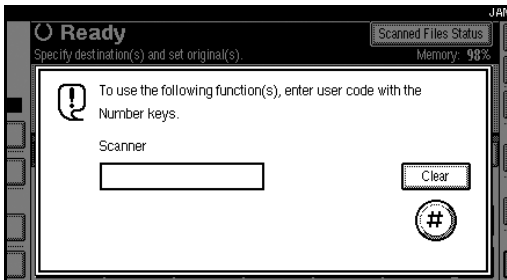 JAN
Ready
Scanned Files Status
Specify destination(s) and set original(s).
Memory: 98%
To use the following function(s), enter user code with the
Number keys.
Scanner
Clear
#